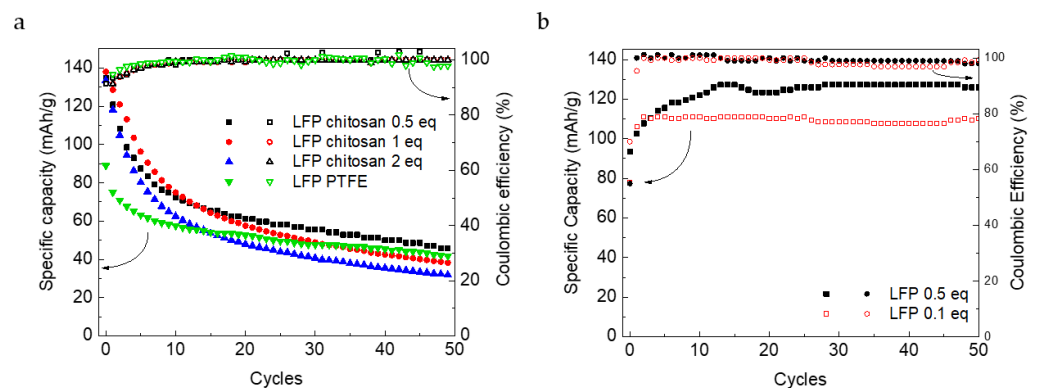 a
Specific capacity (mAh/g)
140
120
100
80
60
40
20
0
0
10
20
30
40
50
Cycles
100
80
60
40
20
0
Coulombic efficiency (%)
LFP chitosan 0.5 eq
LFP chitosan 1 eq
LFP chitosan 2 eq
LFP PTFE
b
Specific Capacity (mAh/g)
140
120
100
80
60
40
20
0
0
10
20
30
40
50
Cycles
100
80
60
40
20
0
Coulombic Efficiency (%)
LFP 0.5 eq
LFP 0.1 eq